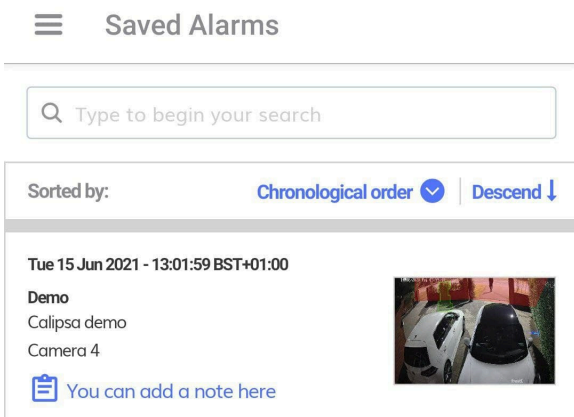 Saved Alarms
Type to begin your search
Sorted by:
Chronological order
Descend
Tue 15 Jun 2021 - 13:01:59 BST+01:00
Demo
Calipsa demo
Camera 4
You can add a note here